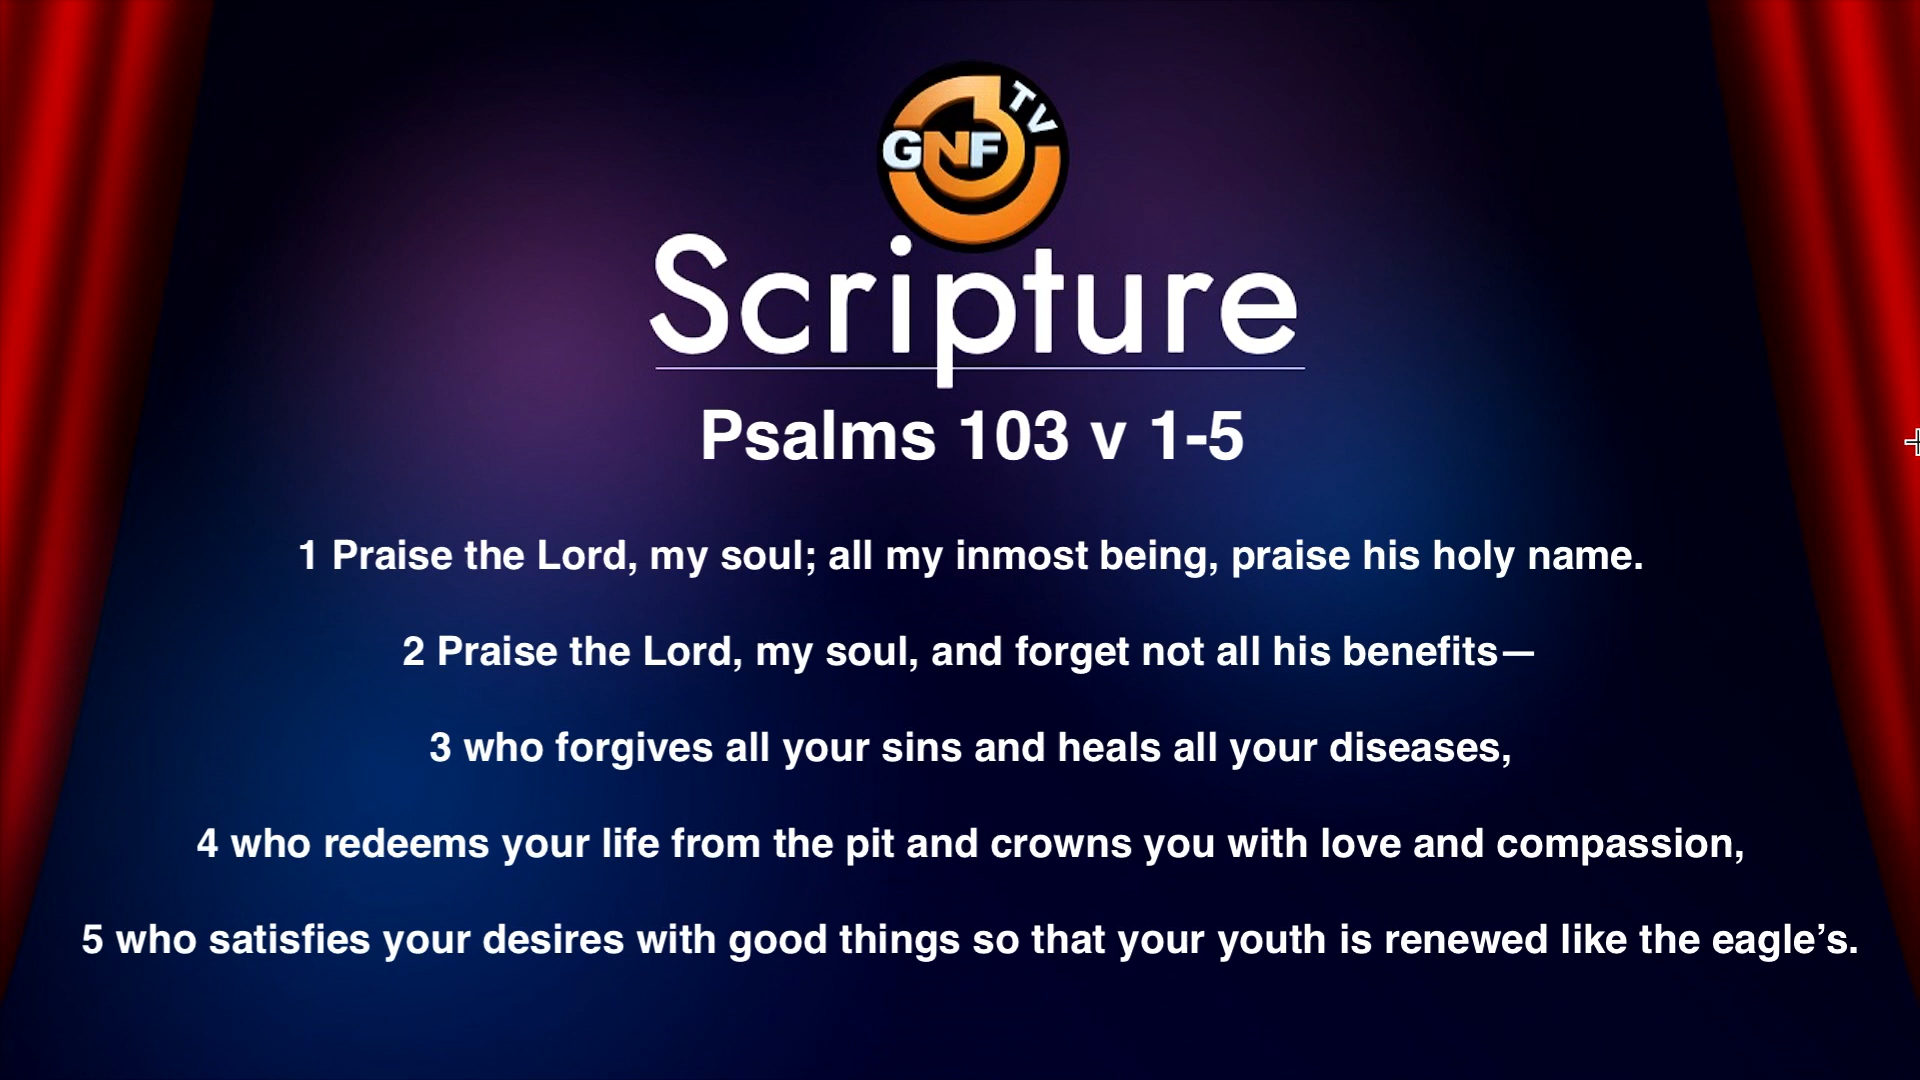 GNF TV
Scripture
Psalms 103 v 1-5
1 Praise the Lord, my soul; all my inmost being, praise his holy name.
2 Praise the Lord, my soul, and forget not all his benefits—
3 who forgives all your sins and heals all your diseases,
4 who redeems your life from the pit and crowns you with love and compassion,
5 who satisfies your desires with good things so that your youth is renewed like the eagle’s.